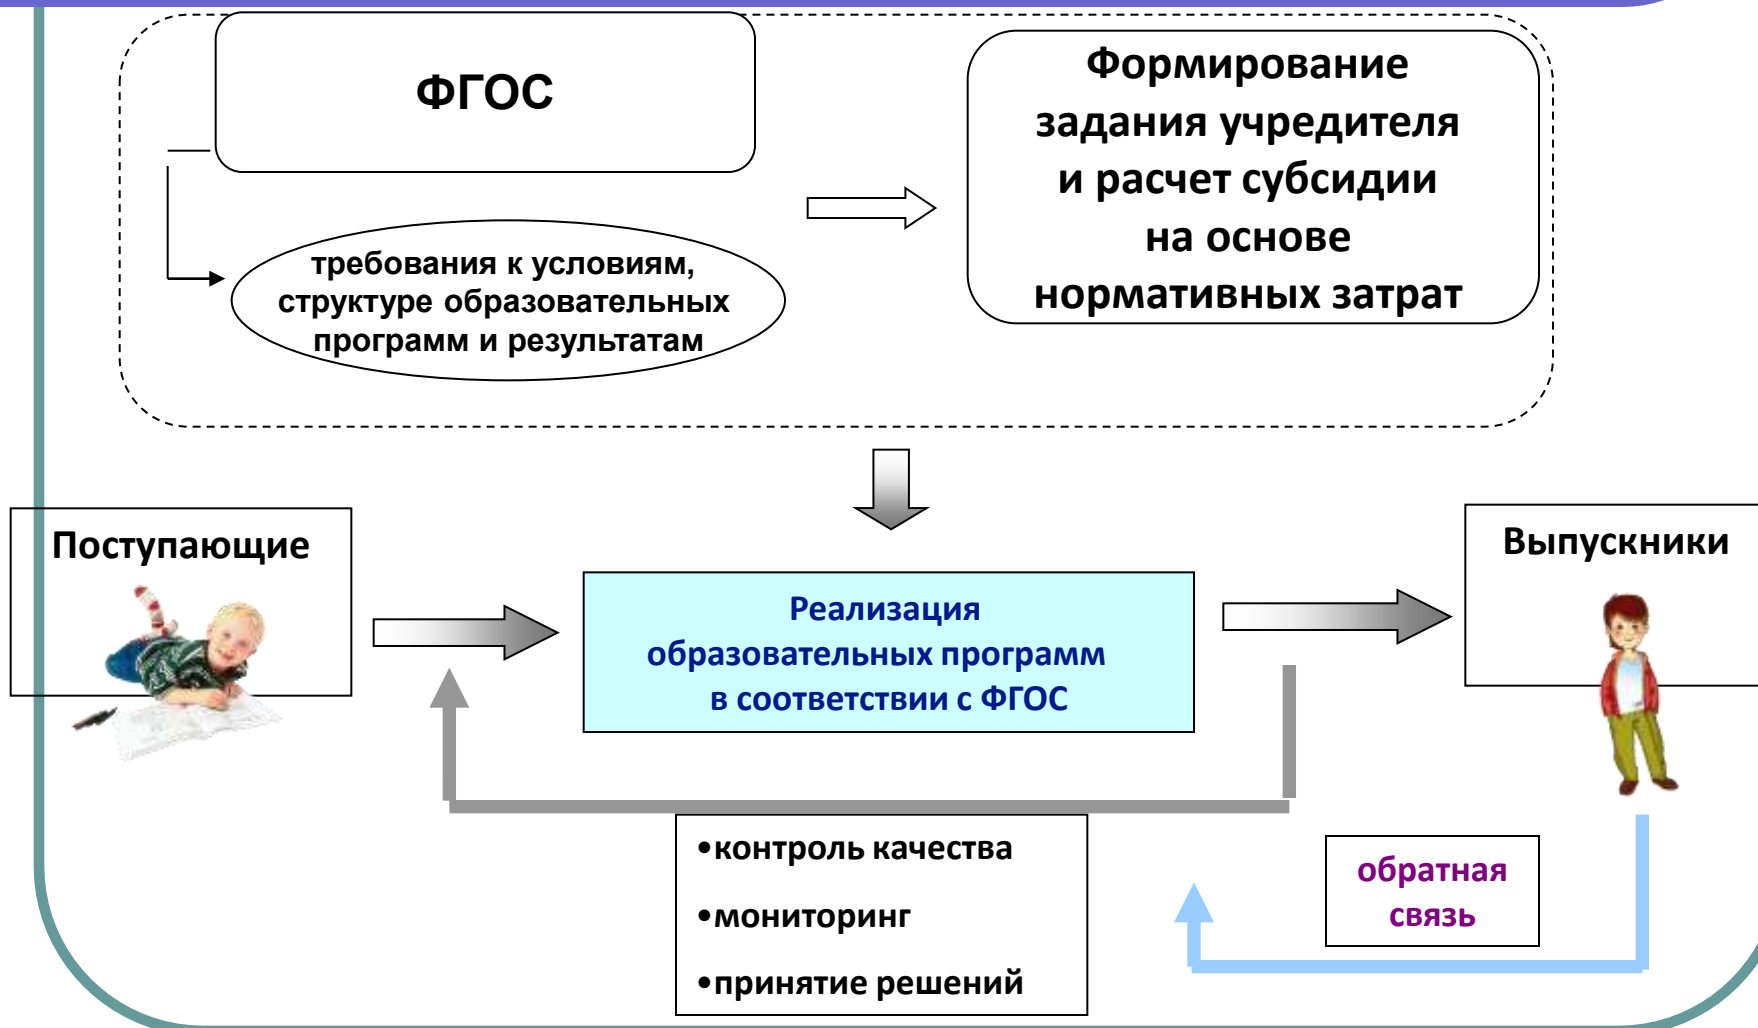 ФГОС
требования к условиям,
структуре образовательных
программ и результатам
Формирование
задания учредителя
и расчет субсидии
на основе
нормативных затрат
Поступающие
Реализация
образовательных программ
в соответствии с ФГОС
Выпускники
•контроль качества
•мониторинг
•принятие решений
обратная
связь